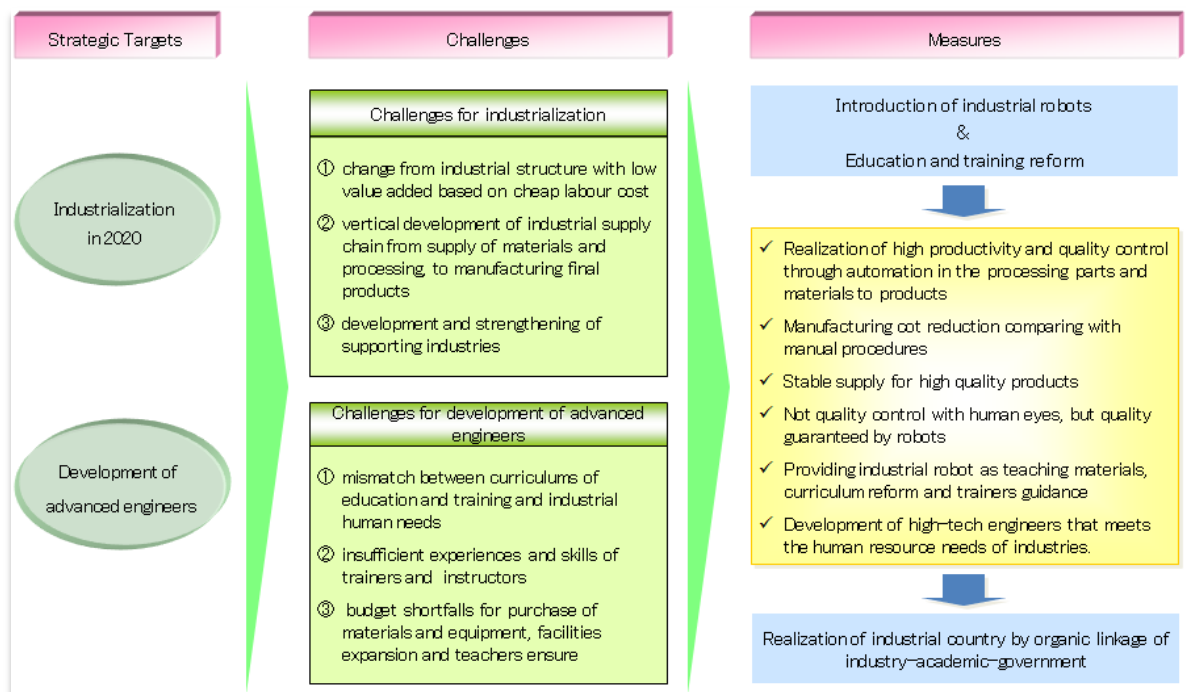 Strategic Targets
Challenges
Measures
Industrialization
in 2020
Development of
advanced engineers
Challenges for industrialization
① change from industrial structure with low
value added based on cheap labour cost
② vertical development of industrial supply
chain from supply of materials and
processing, to manufacturing final
products
③ development and strengthening of
supporting industries
Challenges for development of advanced
engineers
① mismatch between curriculums of
education and training and industrial
human needs
② insufficient experiences and skills of
trainers and instructors
③ budget shortfalls for purchase of
materials and equipment, facilities
expansion and teachers ensure
Introduction of industrial robots
&
Education and training reform
✓ Realization of high productivity and quality control
through automation in the processing parts and
materials to products
✓ Manufacturing cot reduction comparing with
manual procedures
✓ Stable supply for high quality products
✓ Not quality control with human eyes, but quality
guaranteed by robots
✓ Providing industrial robot as teaching materials,
curriculum reform and trainers guidance
✓ Development of high-tech engineers that meets
the human resource needs of industries.
Realization of industrial country by organic linkage of
industry-academic-government